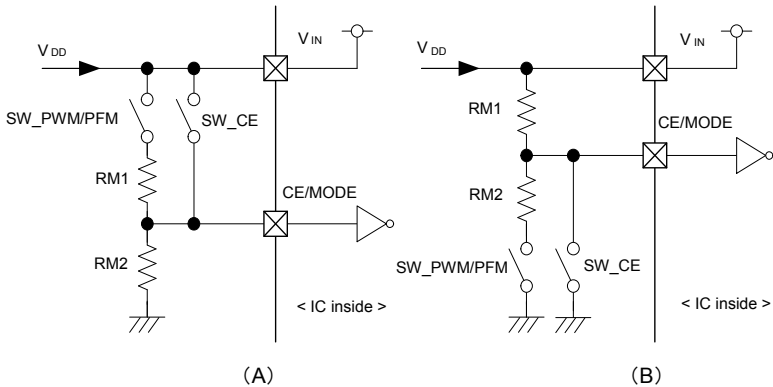 V DD
V IN
SW_PWM/PFM
SW_CE
RM1
CE/MODE
RM2
< IC inside >
(A)
V DD
V IN
RM1
CE/MODE
RM2
SW_PWM/PFM
SW_CE
< IC inside >
(B)